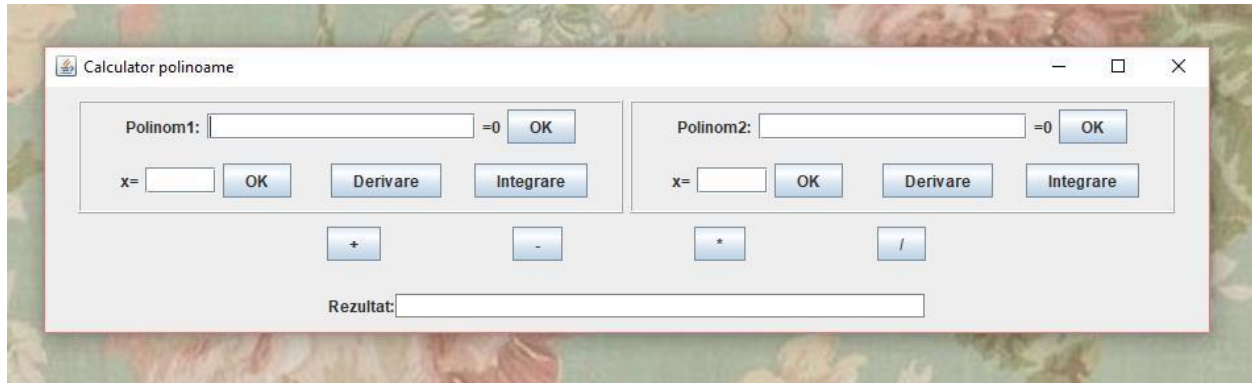 Calculator polinoame
Polinom1: =0 OK
Polinom2: =0 OK
x= OK Derivare Integrare
x= OK Derivare Integrare
+ - * /
Rezultat: